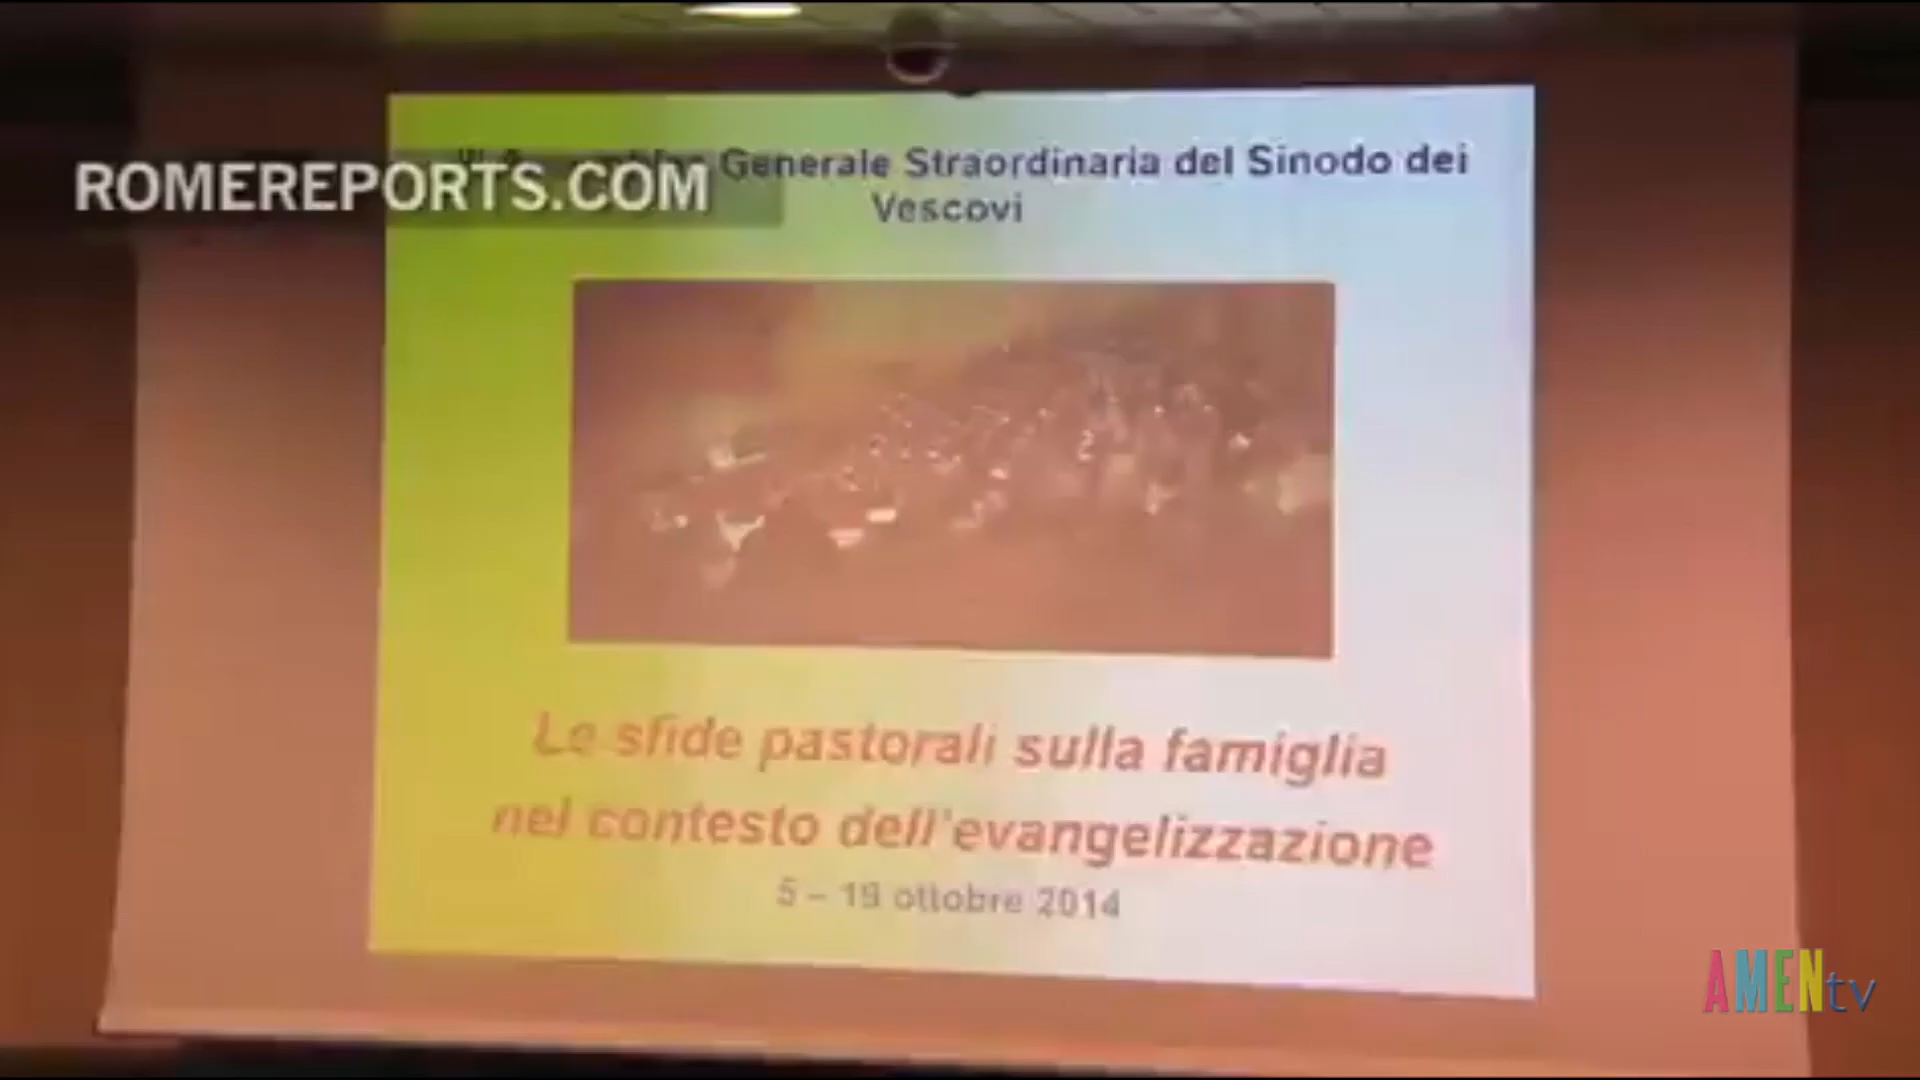 ROMEREPORTS.COM
Generale Straordinaria del Sinodo dei
Vescovi
Le sfide pastorali sulla famiglia
nel contesto dell'evangelizzazione
5 – 19 ottobre 2014
AMENtv